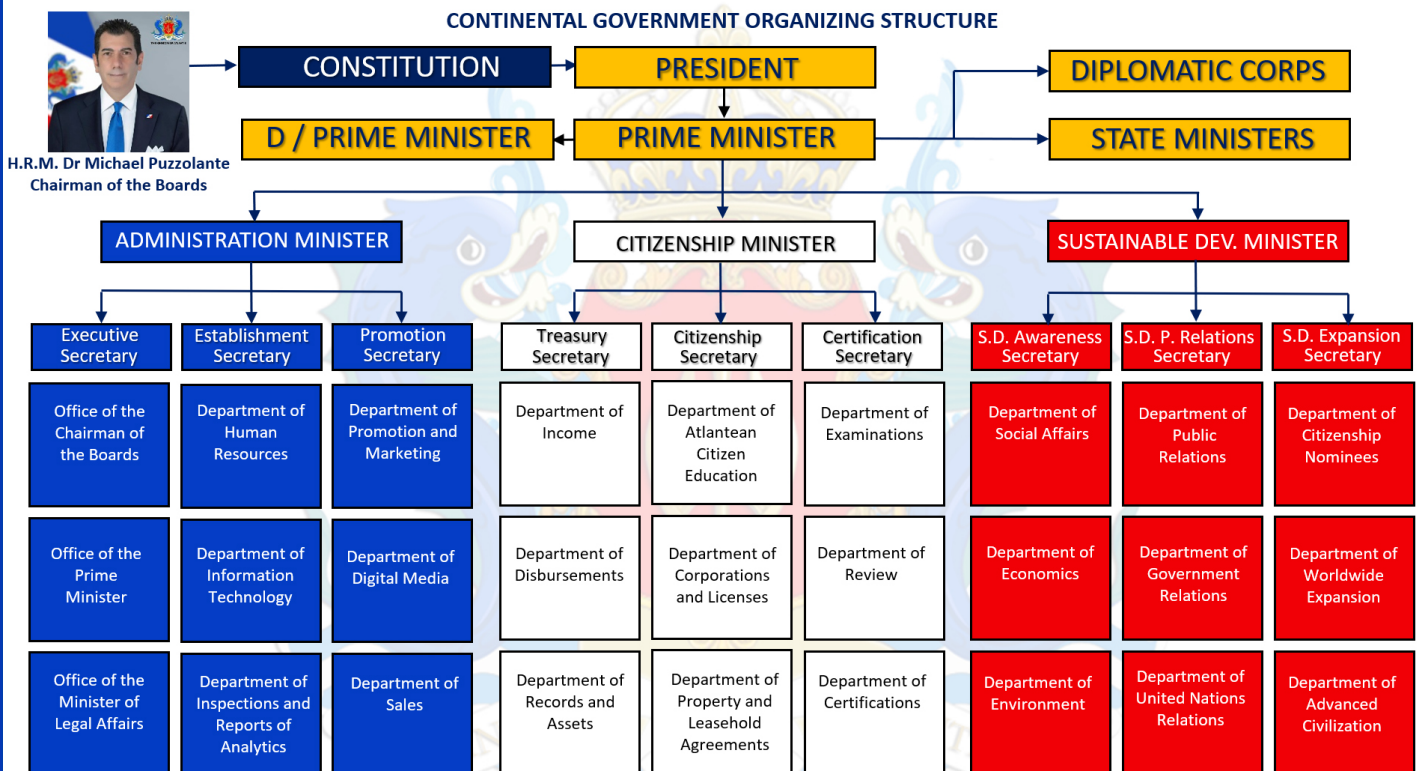 CONTINENTAL GOVERNMENT ORGANIZING STRUCTURE
H.R.M. Dr Michael Puzzolante
Chairman of the Boards
CONSTITUTION
PRESIDENT
DIPLOMATIC CORPS
D / PRIME MINISTER
PRIME MINISTER
STATE MINISTERS
ADMINISTRATION MINISTER
CITIZENSHIP MINISTER
SUSTAINABLE DEV. MINISTER
Executive
Secretary
Establishment
Secretary
Promotion
Secretary
Treasury
Secretary
Citizenship
Secretary
Certification
Secretary
S.D. Awareness
Secretary
S.D. P. Relations
Secretary
S.D. Expansion
Secretary
Office of the
Chairman of
the Boards
Department of
Human
Resources
Department of
Promotion and
Marketing
Department of
Income
Department of
Atlantean
Citizen
Education
Department of
Examinations
Department of
Social Affairs
Department of
Public
Relations
Department of
Citizenship
Nominees
Office of the
Prime
Minister
Department of
Information
Technology
Department of
Digital Media
Department of
Disbursements
Department of
Corporations
and Licenses
Department of
Review
Department of
Economics
Department of
Government
Relations
Department of
Worldwide
Expansion
Office of the
Minister of
Legal Affairs
Department of
Inspections and
Reports of
Analytics
Department of
Sales
Department of
Records and
Assets
Department of
Property and
Leasehold
Agreements
Department of
Certifications
Department of
Environment
Department of
United Nations
Relations
Department of
Advanced
Civilization